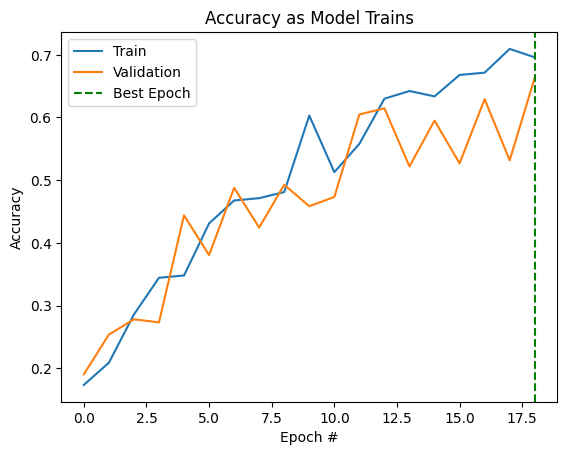 Accuracy as Model Trains
Train
Validation
Best Epoch
Accuracy
0.7
0.6
0.5
0.4
0.3
0.2
0.0
2.5
5.0
7.5
10.0
12.5
15.0
17.5
Epoch #